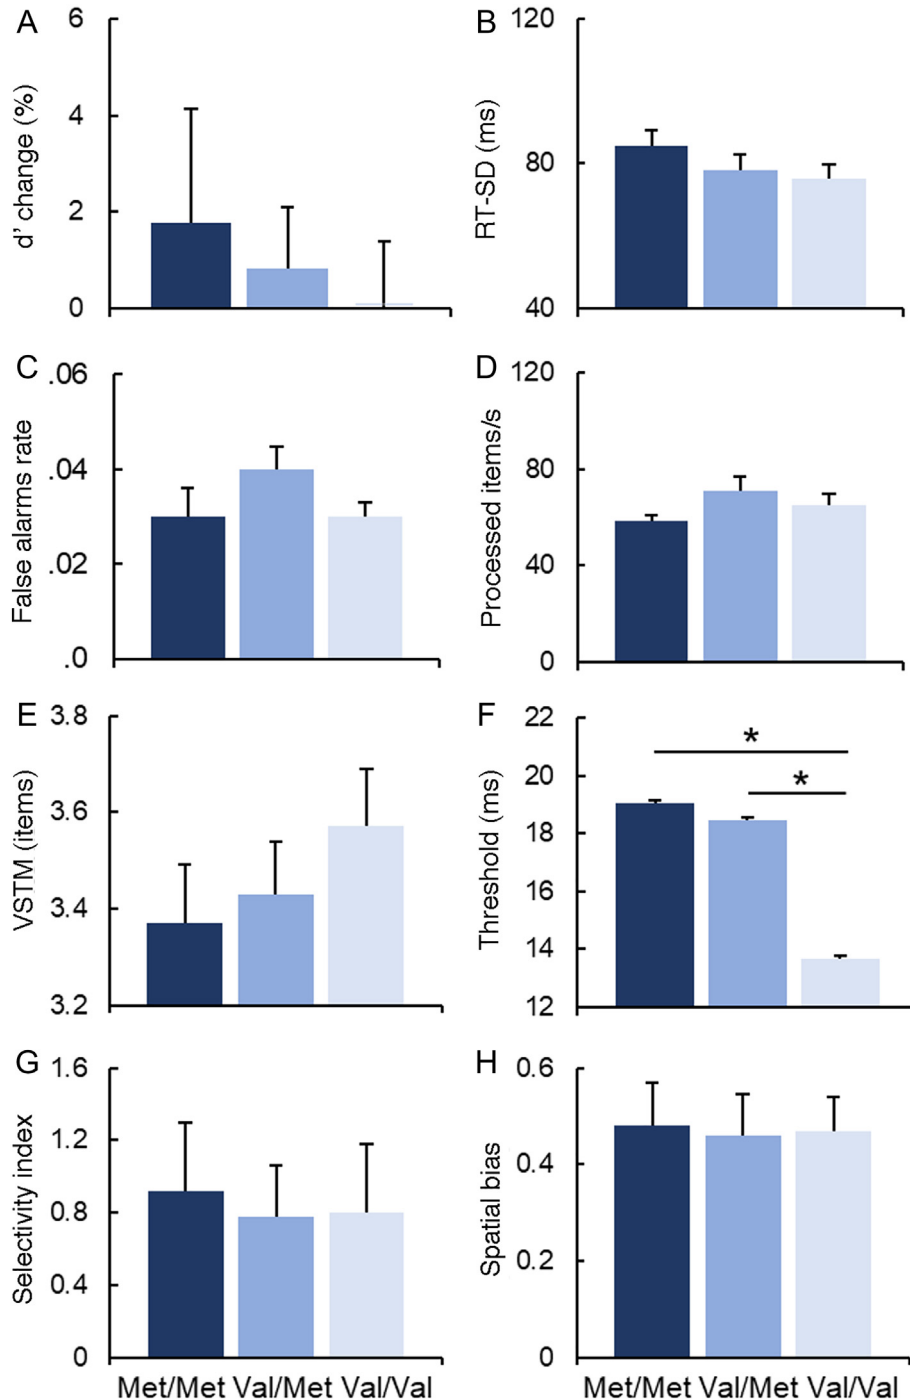 A
d' change (%)
6
4
2
0
B
RT-SD (ms)
120
80
40
C
False alarms rate
.06
.04
.02
.0
D
Processed items/s
120
80
40
0
E
VSTM (items)
3.8
3.6
3.4
3.2
F
Threshold (ms)
22
20
18
16
14
12
*
*
G
Selectivity index
1.6
1.2
0.8
0.4
0
Met/Met Val/Met Val/Val
H
Spatial bias
0.6
0.4
0.2
0
Met/Met Val/Met Val/Val